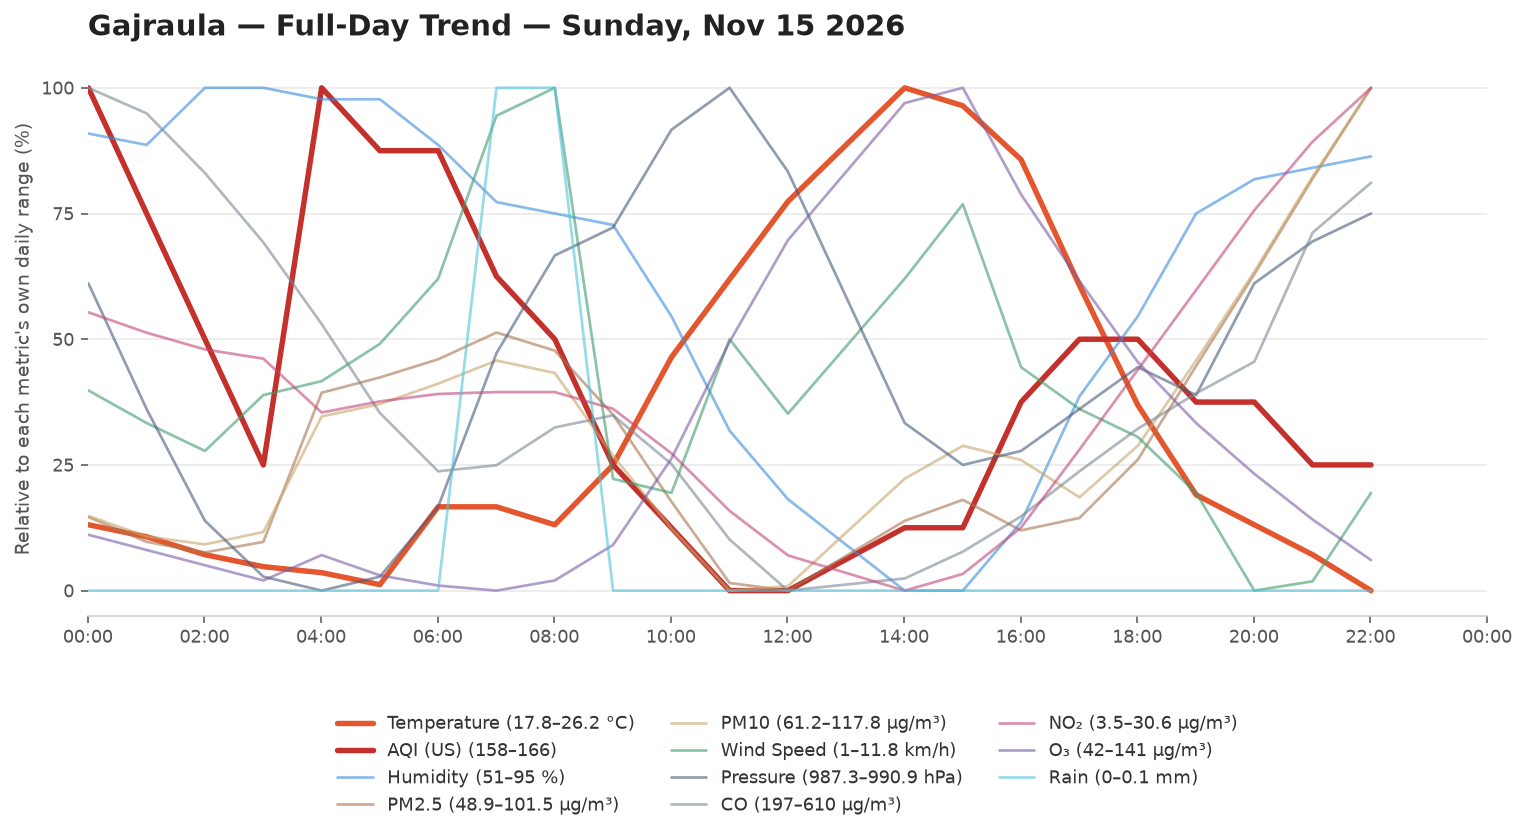 Gajraula — Full-Day Trend — Sunday, Nov 15 2026
Relative to each metric's own daily range (%)
100
75
50
25
0
00:00 02:00 04:00 06:00 08:00 10:00 12:00 14:00 16:00 18:00 20:00 22:00 00:00
Temperature (17.8–26.2 °C)
AQI (US) (158–166)
Humidity (51–95 %)
PM2.5 (48.9–101.5 µg/m³)
PM10 (61.2–117.8 µg/m³)
Wind Speed (1–11.8 km/h)
Pressure (987.3–990.9 hPa)
CO (197–610 µg/m³)
NO₂ (3.5–30.6 µg/m³)
O₃ (42–141 µg/m³)
Rain (0–0.1 mm)